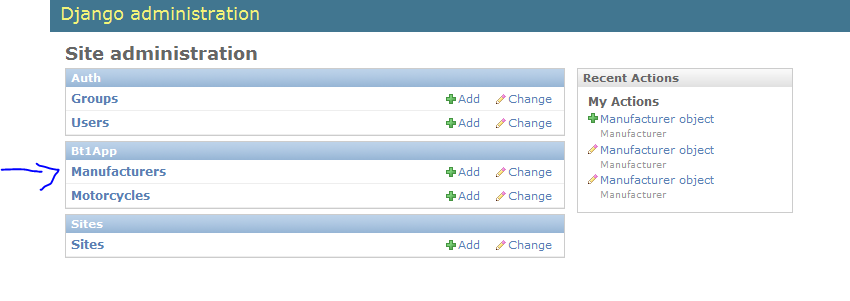 Django administration
Site administration
Auth
Groups Add Change
Users Add Change
Bt1App
Manufacturers Add Change
Motorcycles Add Change
Sites
Sites Add Change
Recent Actions
My Actions
Manufacturer object
Manufacturer
Manufacturer object
Manufacturer
Manufacturer object
Manufacturer